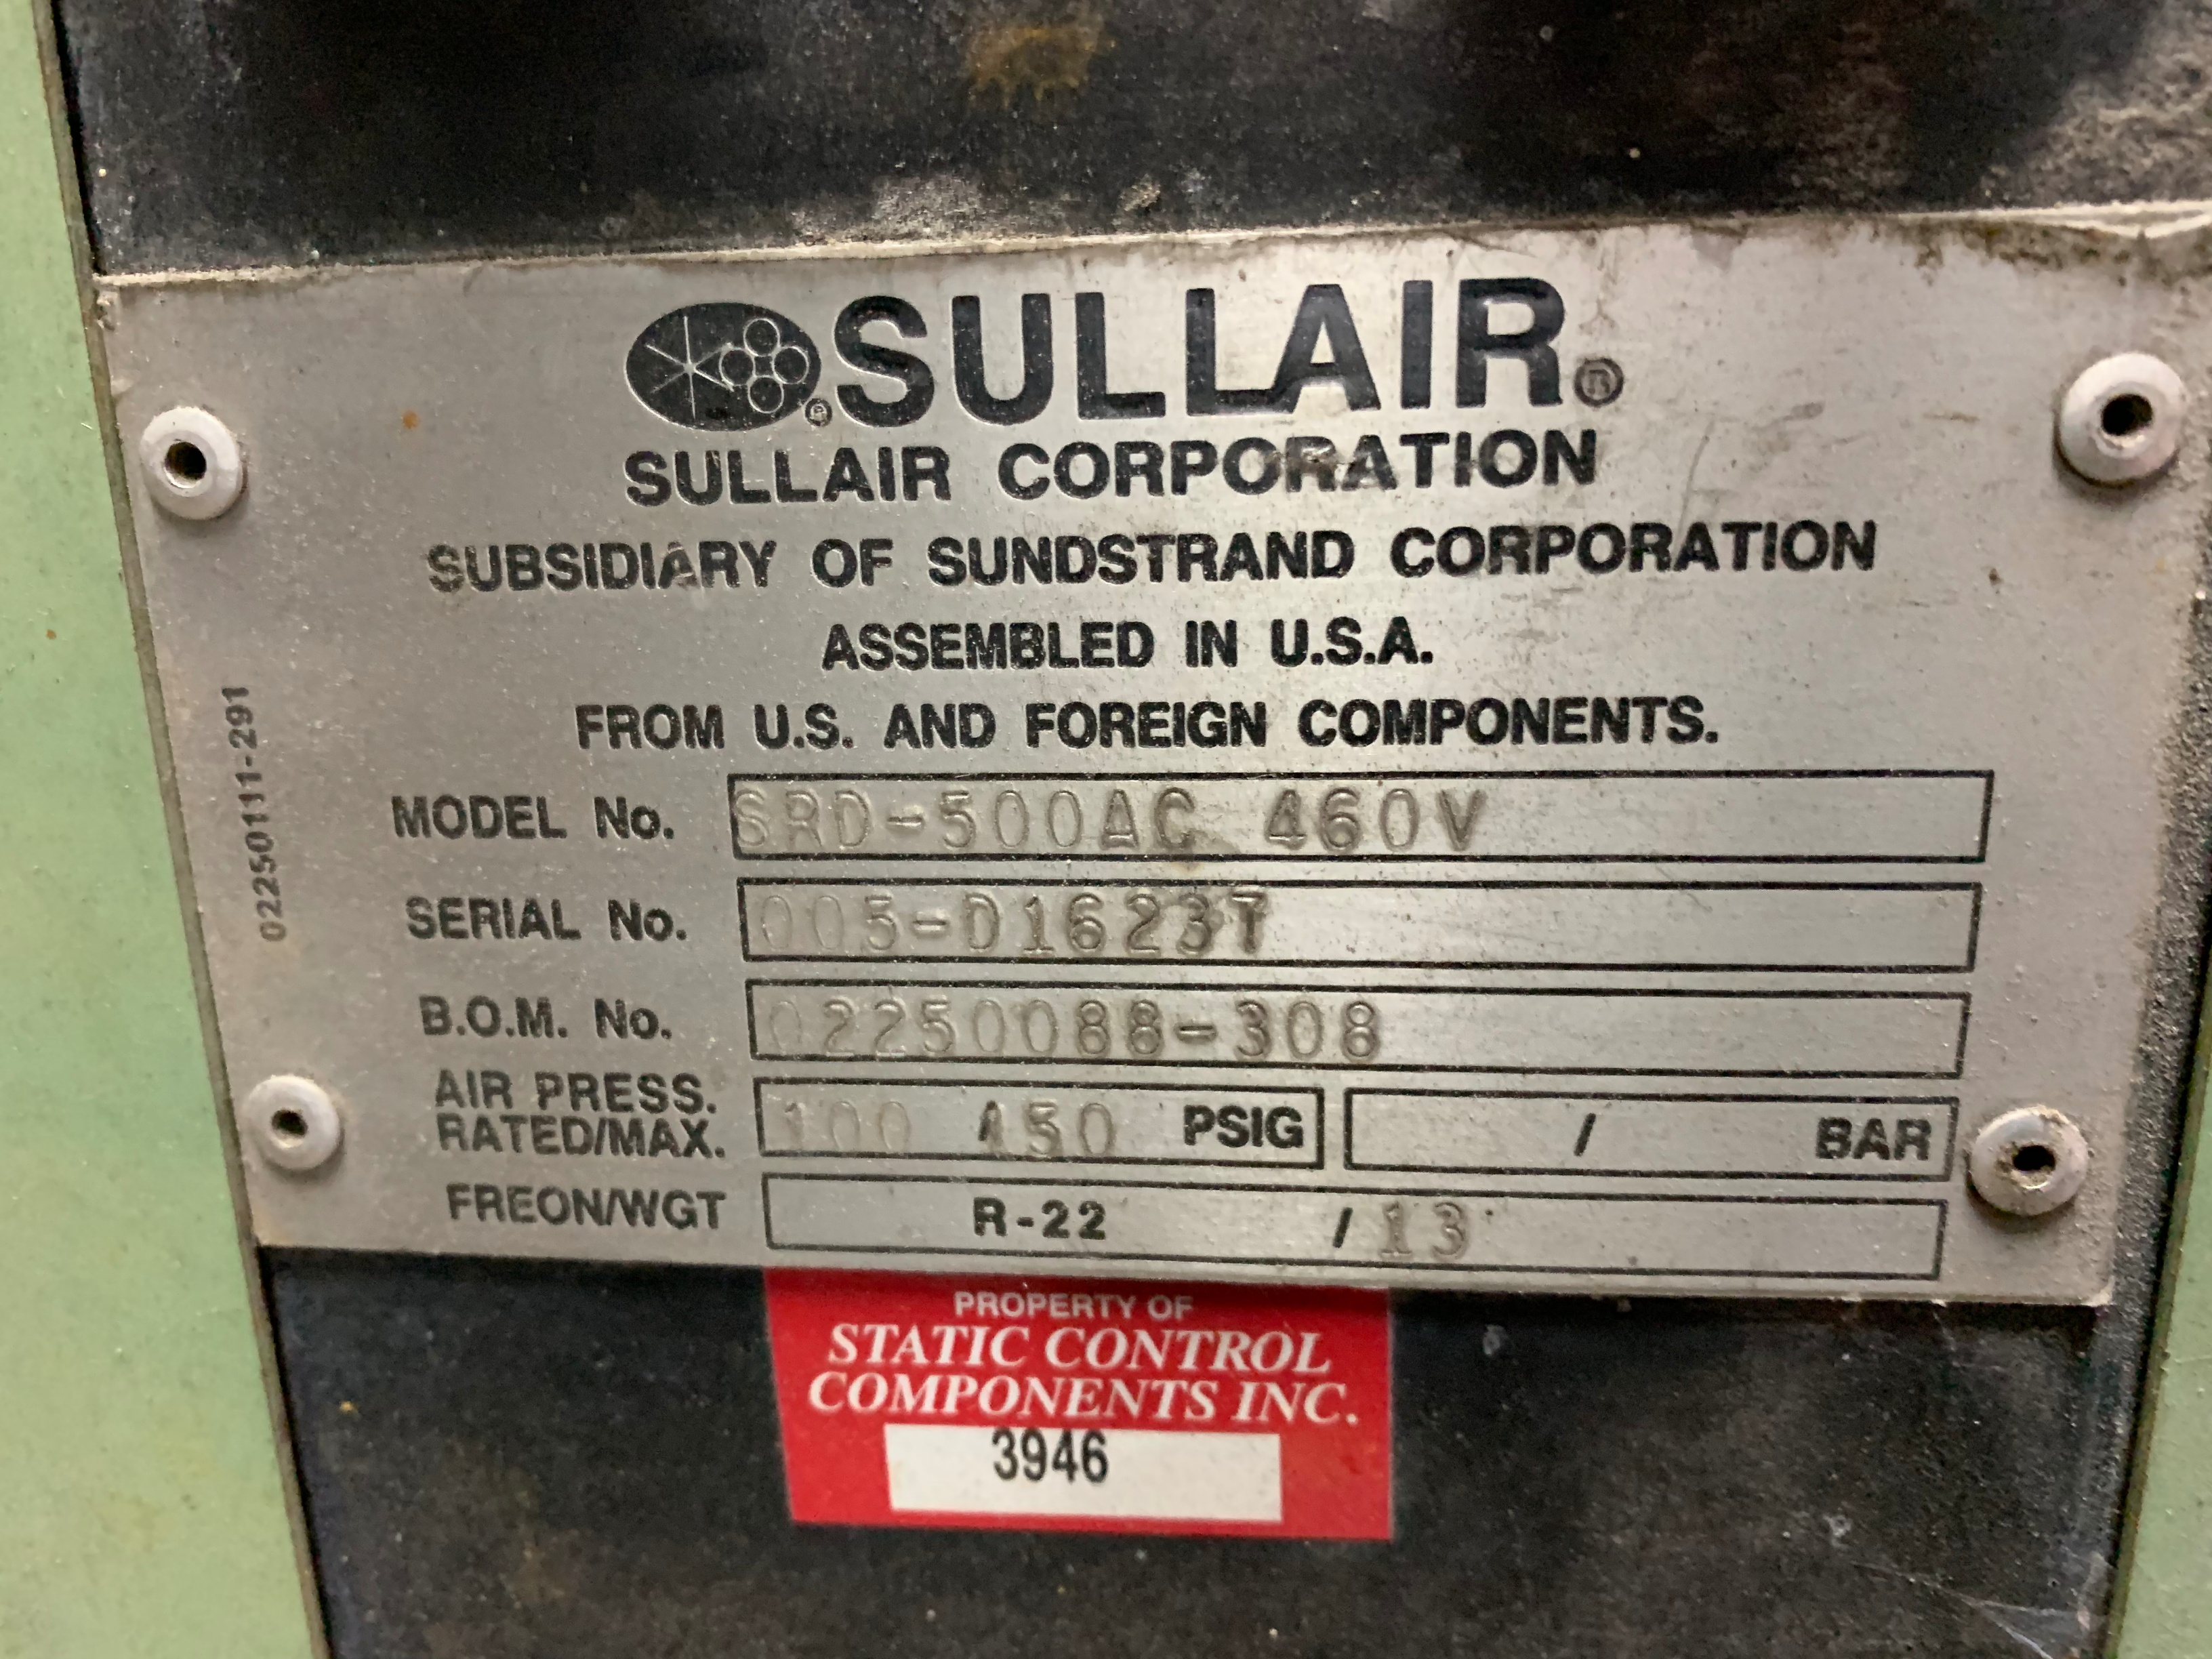 SULLAIR®
SULLAIR CORPORATION
SUBSIDIARY OF SUNDSTRAND CORPORATION
ASSEMBLED IN U.S.A.
FROM U.S. AND FOREIGN COMPONENTS.
02250111-291
MODEL No. SRD-500AC 460V
SERIAL No. 005-D1623T
B.O.M. No. 02250088-308
AIR PRESS.
RATED/MAX. 100 /150 PSIG / BAR
FREON/WGT R-22 / 13
PROPERTY OF
STATIC CONTROL
COMPONENTS INC.
3946